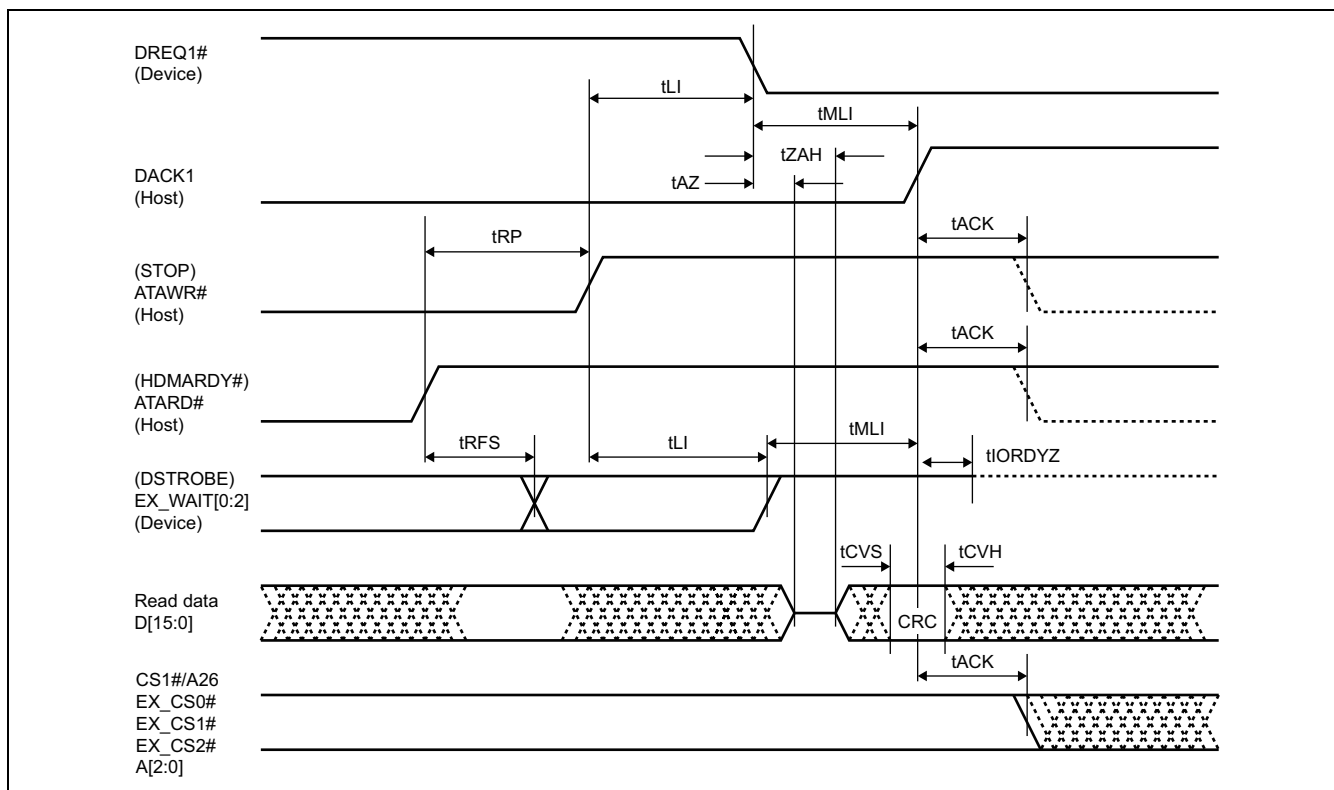 DREQ1#
(Device)
tLI
tMLI
tZAH
tAZ
DACK1
(Host)
tACK
tRP
(STOP)
ATAWR#
(Host)
tACK
(HDMARDY#)
ATARD#
(Host)
tRFS
tLI
tMLI
tIORDYZ
(DSTROBE)
EX_WAIT[0:2]
(Device)
tCVS
tCVH
Read data
D[15:0]
CRC
tACK
CS1#/A26
EX_CS0#
EX_CS1#
EX_CS2#
A[2:0]